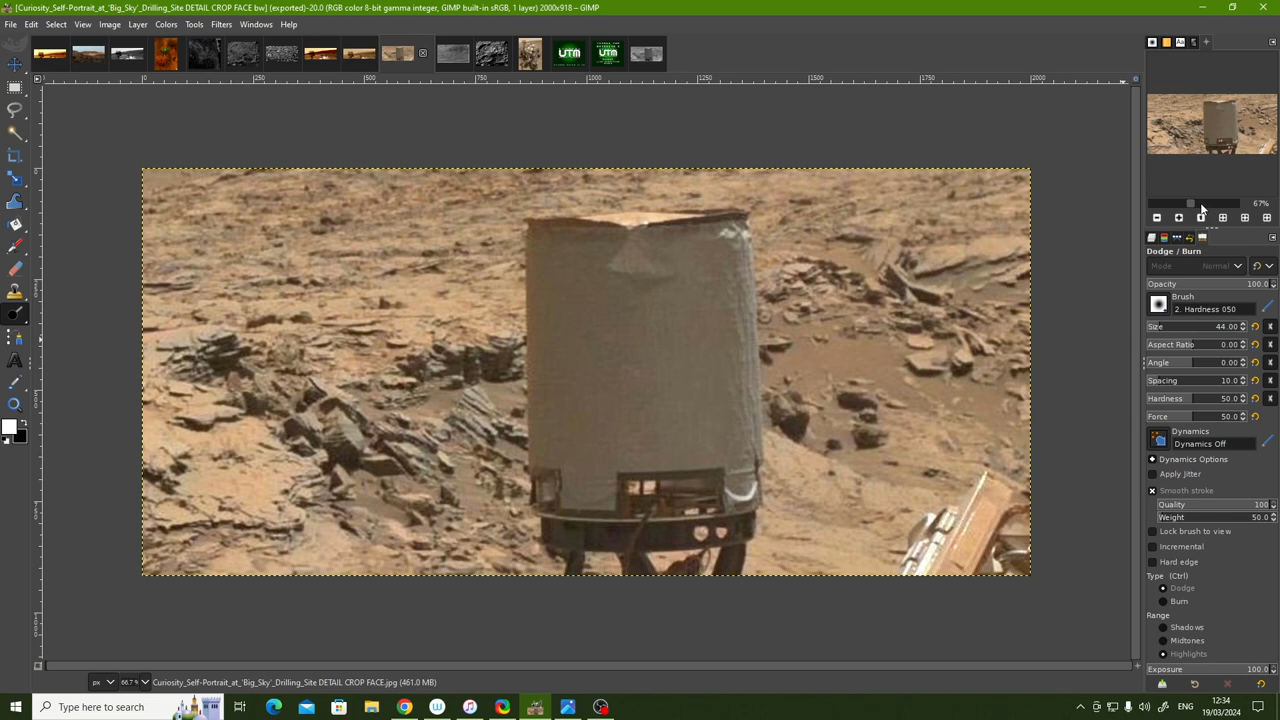 [Curiosity_Self-Portrait_at_'Big_Sky'_Drilling_Site DETAIL CROP FACE bw] (exported)-20.0 (RGB color 8-bit gamma integer, GIMP built-in sRGB, 1 layer) 2000x918 – GIMP
File Edit Select View Image Layer Colors Tools Filters Windows Help
UTM UTM
0 250 500 750 1000 1250 1500 1750 2000
67%
Dodge / Burn
Mode Normal
Opacity 100.0
Brush
2. Hardness 050
Size 44.00
Aspect Ratio 0.00
Angle 0.00
Spacing 10.0
Hardness 50.0
Force 50.0
Dynamics
Dynamics Off
Dynamics Options
Apply Jitter
Smooth stroke
Quality 100
Weight 50.0
Lock brush to view
Incremental
Hard edge
Type (Ctrl)
Dodge
Burn
Range
Shadows
Midtones
Highlights
Exposure 100.0
px 66.7 % Curiosity_Self-Portrait_at_'Big_Sky'_Drilling_Site DETAIL CROP FACE.jpg (461.0 MB)
Type here to search
ENG
12:34
19/03/2024